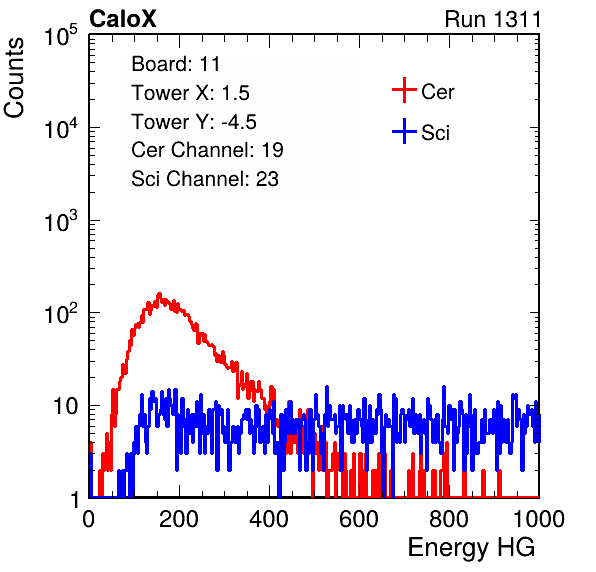 CaloX Run 1311
Counts
10^5
10^4
10^3
10^2
10
1
Board: 11
Tower X: 1.5
Tower Y: -4.5
Cer Channel: 19
Sci Channel: 23
Cer
Sci
0 200 400 600 800 1000
Energy HG